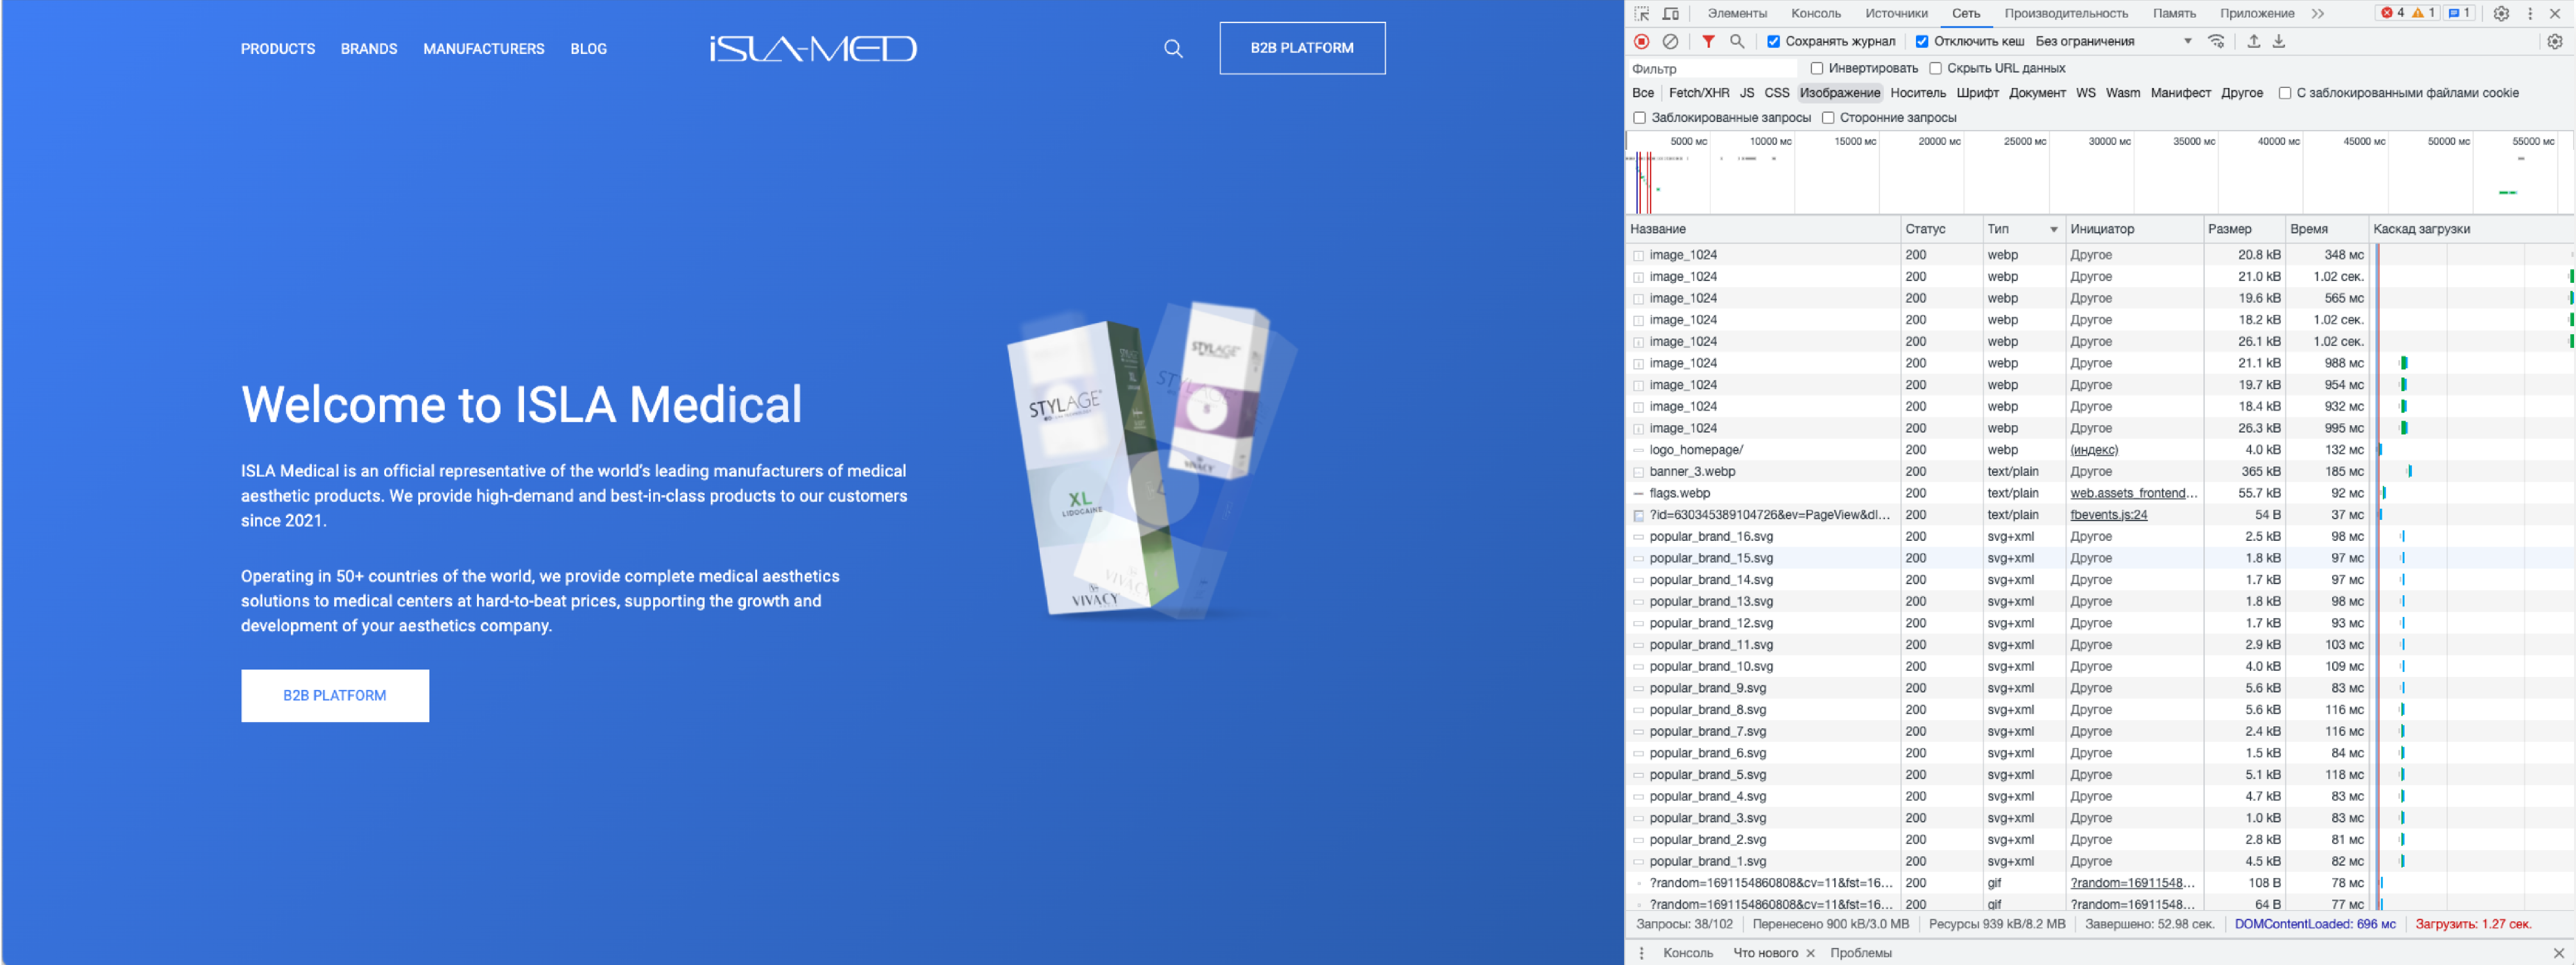 PRODUCTS BRANDS MANUFACTURERS BLOG iSLA-MED B2B PLATFORM
Welcome to ISLA Medical
ISLA Medical is an official representative of the world's leading manufacturers of medical
aesthetic products. We provide high-demand and best-in-class products to our customers
since 2021.
Operating in 50+ countries of the world, we provide complete medical aesthetics
solutions to medical centers at hard-to-beat prices, supporting the growth and
development of your aesthetics company.
B2B PLATFORM
STYLAGE
XL
LIDOCAINE
VIVACY
STYLAGE
S
VIVACY
Элементы Консоль Источники Сеть Производительность Память Приложение 4 1 1
Сохранять журнал Отключить кеш Без ограничения
Фильтр Инвертировать Скрыть URL данных
Все Fetch/XHR JS CSS Изображение Носитель Шрифт Документ WS Wasm Манифест Другое С заблокированными файлами cookie
Заблокированные запросы Сторонние запросы
5000 мс 10000 мс 15000 мс 20000 мс 25000 мс 30000 мс 35000 мс 40000 мс 45000 мс 50000 мс 55000 мс
Название Статус Тип Инициатор Размер Время Каскад загрузки
image_1024 200 webp Другое 20.8 kB 348 мс
image_1024 200 webp Другое 21.0 kB 1.02 сек.
image_1024 200 webp Другое 19.6 kB 565 мс
image_1024 200 webp Другое 18.2 kB 1.02 сек.
image_1024 200 webp Другое 26.1 kB 1.02 сек.
image_1024 200 webp Другое 21.1 kB 988 мс
image_1024 200 webp Другое 19.7 kB 954 мс
image_1024 200 webp Другое 18.4 kB 932 мс
image_1024 200 webp Другое 26.3 kB 995 мс
logo_homepage/ 200 webp (индекс) 4.0 kB 132 мс
banner_3.webp 200 text/plain Другое 365 kB 185 мс
flags.webp 200 text/plain web.assets_frontend... 55.7 kB 92 мс
?id=630345389104726&ev=PageView&dl... 200 text/plain fbevents.js:24 54 B 37 мс
popular_brand_16.svg 200 svg+xml Другое 2.5 kB 98 мс
popular_brand_15.svg 200 svg+xml Другое 1.8 kB 97 мс
popular_brand_14.svg 200 svg+xml Другое 1.7 kB 97 мс
popular_brand_13.svg 200 svg+xml Другое 1.8 kB 98 мс
popular_brand_12.svg 200 svg+xml Другое 1.7 kB 93 мс
popular_brand_11.svg 200 svg+xml Другое 2.9 kB 103 мс
popular_brand_10.svg 200 svg+xml Другое 4.0 kB 109 мс
popular_brand_9.svg 200 svg+xml Другое 5.6 kB 83 мс
popular_brand_8.svg 200 svg+xml Другое 5.6 kB 116 мс
popular_brand_7.svg 200 svg+xml Другое 2.4 kB 116 мс
popular_brand_6.svg 200 svg+xml Другое 1.5 kB 84 мс
popular_brand_5.svg 200 svg+xml Другое 5.1 kB 118 мс
popular_brand_4.svg 200 svg+xml Другое 4.7 kB 83 мс
popular_brand_3.svg 200 svg+xml Другое 1.0 kB 83 мс
popular_brand_2.svg 200 svg+xml Другое 2.8 kB 81 мс
popular_brand_1.svg 200 svg+xml Другое 4.5 kB 82 мс
?random=1691154860808&cv=11&fst=16... 200 gif ?random=16911548... 108 B 78 мс
?random=1691154860808&cv=11&fst=16... 200 gif ?random=16911548... 64 B 77 мс
Запросы: 38/102 Перенесено 900 kB/3.0 MB Ресурсы 939 kB/8.2 MB Завершено: 52.98 сек. DOMContentLoaded: 696 мс Загрузить: 1.27 сек.
Консоль Что нового Проблемы